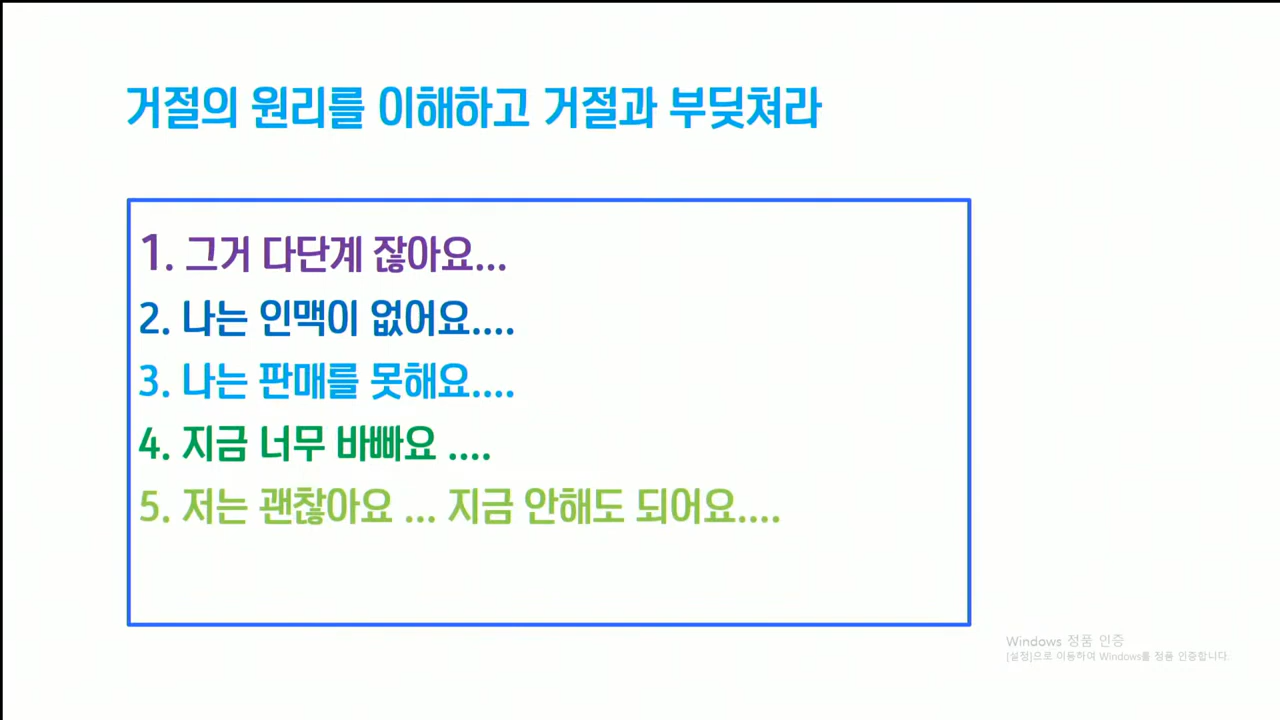 거절의 원리를 이해하고 거절과 부딪쳐라
1. 그거 다단계 잖아요...
2. 나는 인맥이 없어요....
3. 나는 판매를 못해요....
4. 지금 너무 바빠요 ....
5. 저는 괜찮아요 ... 지금 안해도 되어요....
Windows 정품 인증
[설정]으로 이동하여 Windows를 정품 인증합니다.